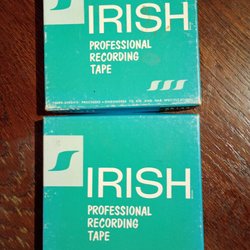 IRISH
PROFESSIONAL
RECORDING
TAPE
IRISH
PROFESSIONAL
RECORDING
TAPE